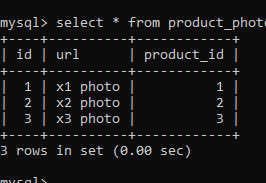 mysql> select * from
+----+----------+------------+
| id | url      | product_id |
+----+----------+------------+
|  1 | x1 photo |          1 |
|  2 | x2 photo |          2 |
|  3 | x3 photo |          3 |
+----+----------+------------+
3 rows in set (0.00 sec)
mysql>